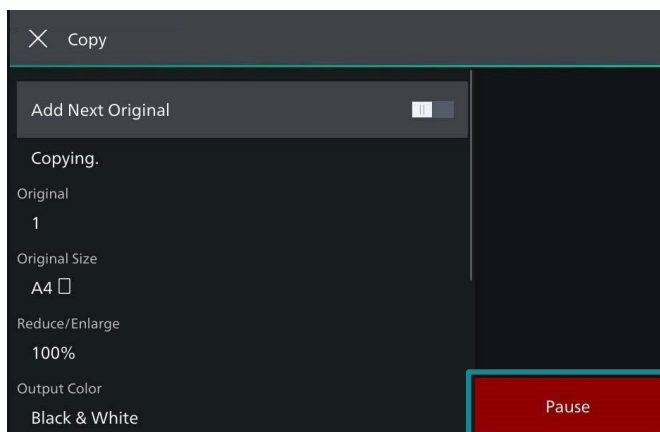 Copy
Add Next Original
Copying.
Original
1
Original Size
A4
Reduce/Enlarge
100%
Output Color
Black & White
Pause